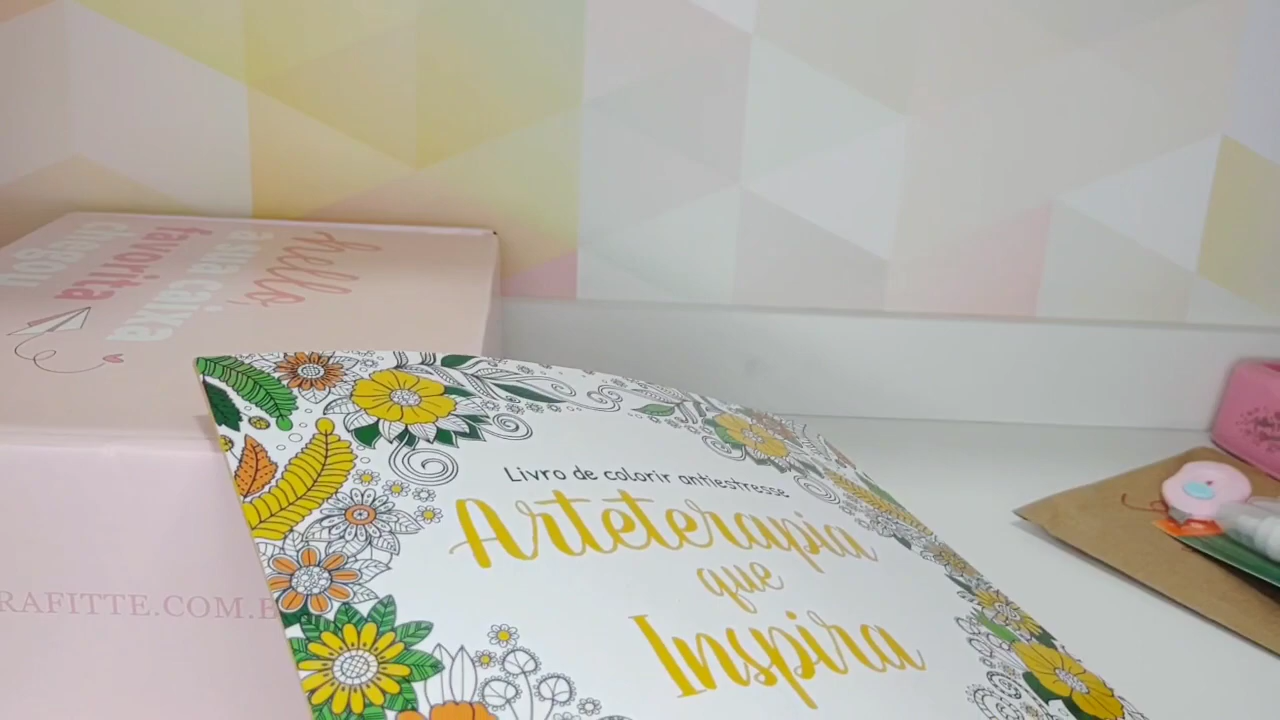 hello,
a sua caixa
favorita
chegou
RAFITTE.COM.B
Livro de colorir antiestresse
Arteterapia
que
Inspira